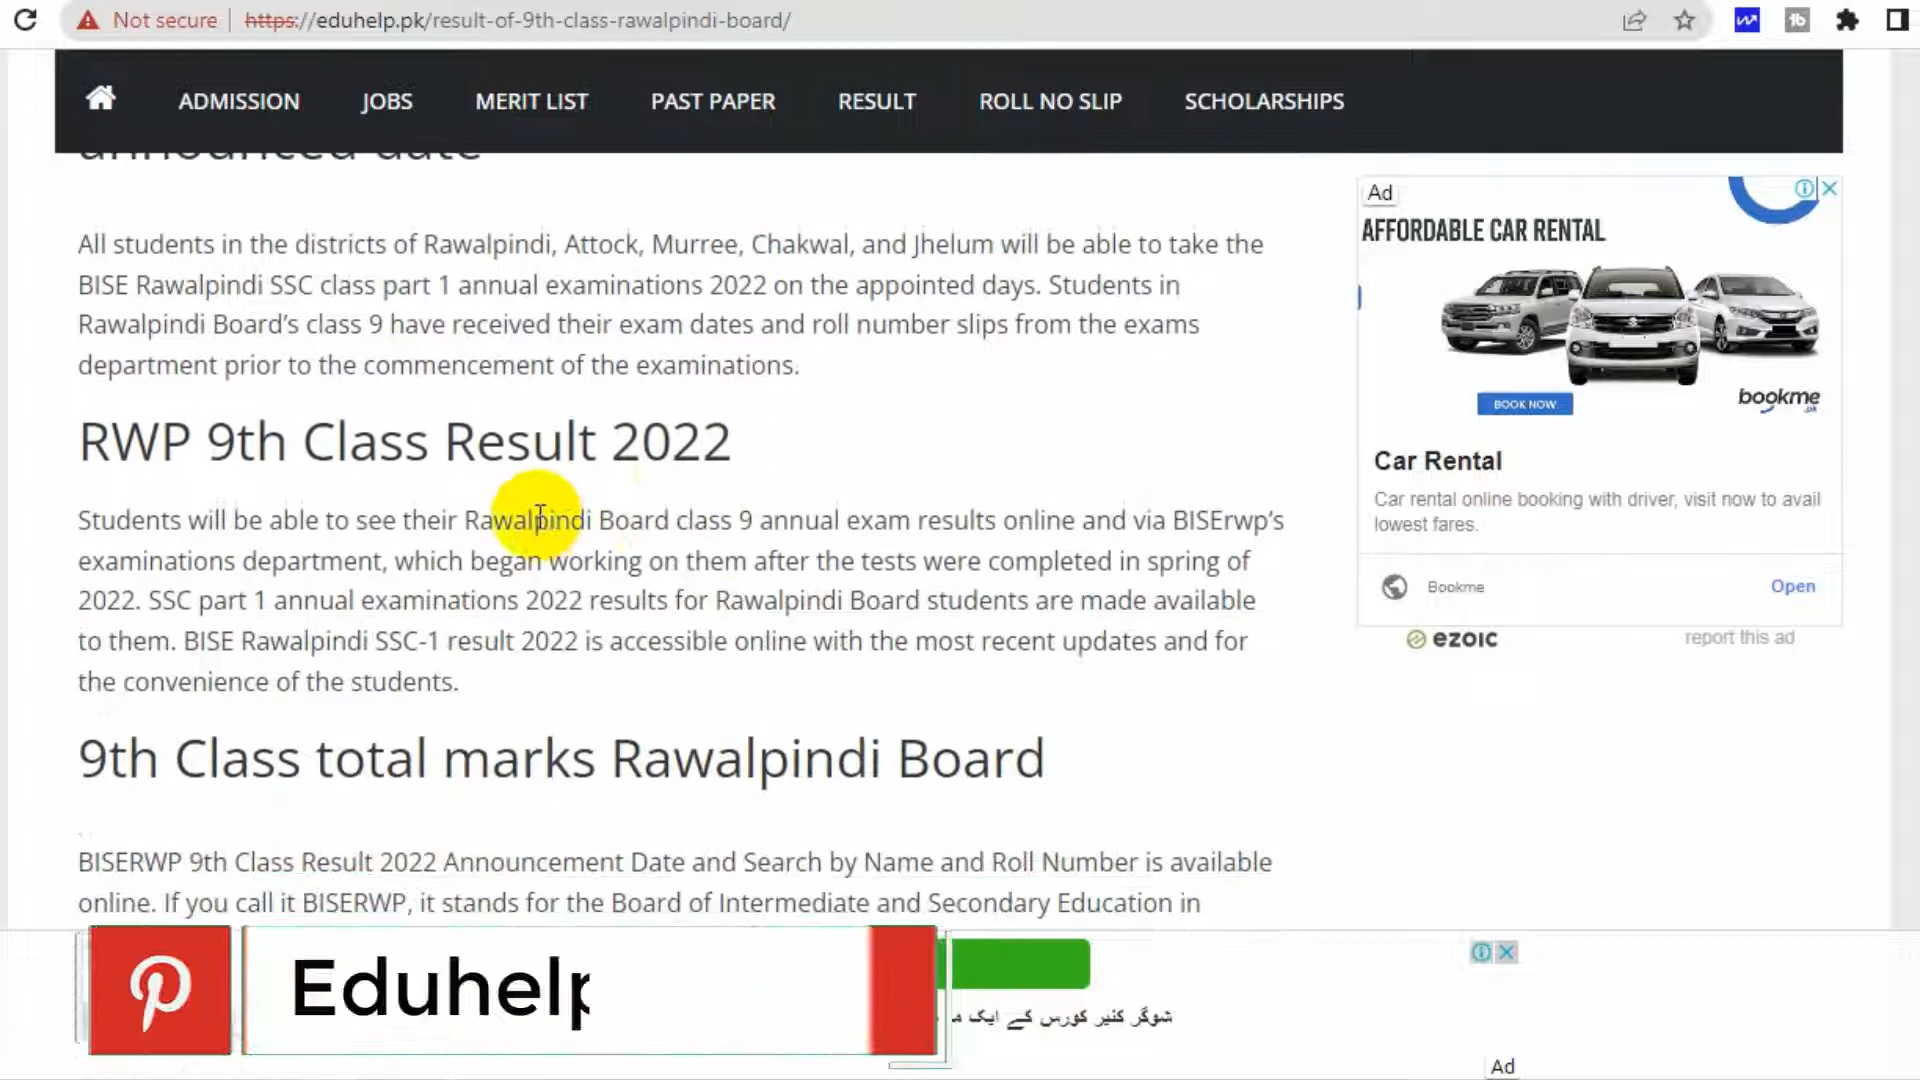 Not secure
https://eduhelp.pk/result-of-9th-class-rawalpindi-board/
ADMISSION
JOBS
MERIT LIST
PAST PAPER
RESULT
ROLL NO SLIP
SCHOLARSHIPS
announced date
All students in the districts of Rawalpindi, Attock, Murree, Chakwal, and Jhelum will be able to take the
BISE Rawalpindi SSC class part 1 annual examinations 2022 on the appointed days. Students in
Rawalpindi Board’s class 9 have received their exam dates and roll number slips from the exams
department prior to the commencement of the examinations.
RWP 9th Class Result 2022
Students will be able to see their Rawalpindi Board class 9 annual exam results online and via BISErwp’s
examinations department, which began working on them after the tests were completed in spring of
2022. SSC part 1 annual examinations 2022 results for Rawalpindi Board students are made available
to them. BISE Rawalpindi SSC-1 result 2022 is accessible online with the most recent updates and for
the convenience of the students.
9th Class total marks Rawalpindi Board
BISERWP 9th Class Result 2022 Announcement Date and Search by Name and Roll Number is available
online. If you call it BISERWP, it stands for the Board of Intermediate and Secondary Education in
Ad
AFFORDABLE CAR RENTAL
BOOK NOW
bookme
.pk
Car Rental
Car rental online booking with driver, visit now to avail
lowest fares.
Bookme
Open
ezoic
report this ad
Eduhelp
شوگر کنیر کورس کے ایک م
Ad